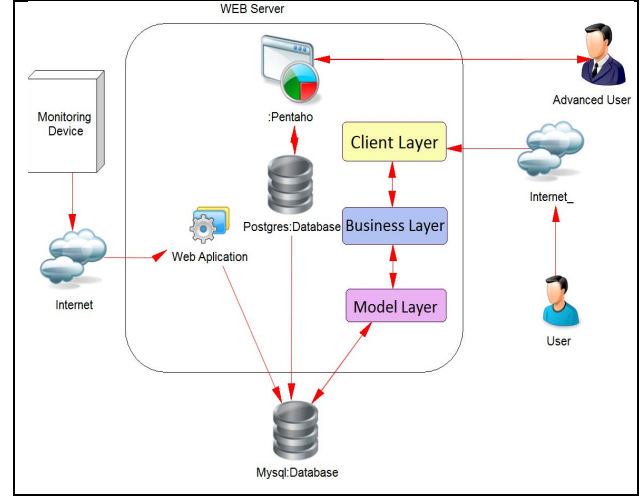 WEB Server
Monitoring
Device
:Pentaho
Advanced User
Client Layer
Internet_
Postgres:Database
Business Layer
Web Aplication
Internet
Model Layer
User
Mysql:Database